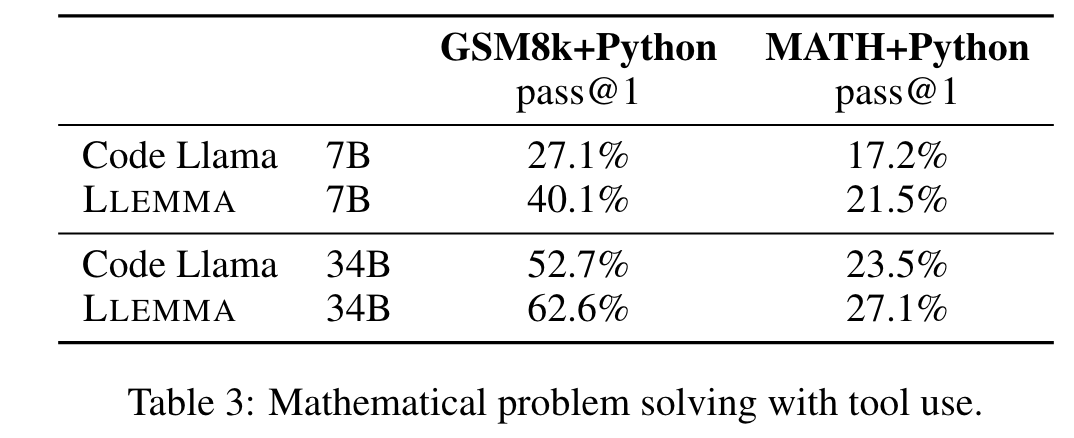 GSM8k+Python MATH+Python
pass@1 pass@1
Code Llama 7B 27.1% 17.2%
LLEMMA 7B 40.1% 21.5%
Code Llama 34B 52.7% 23.5%
LLEMMA 34B 62.6% 27.1%
Table 3: Mathematical problem solving with tool use.